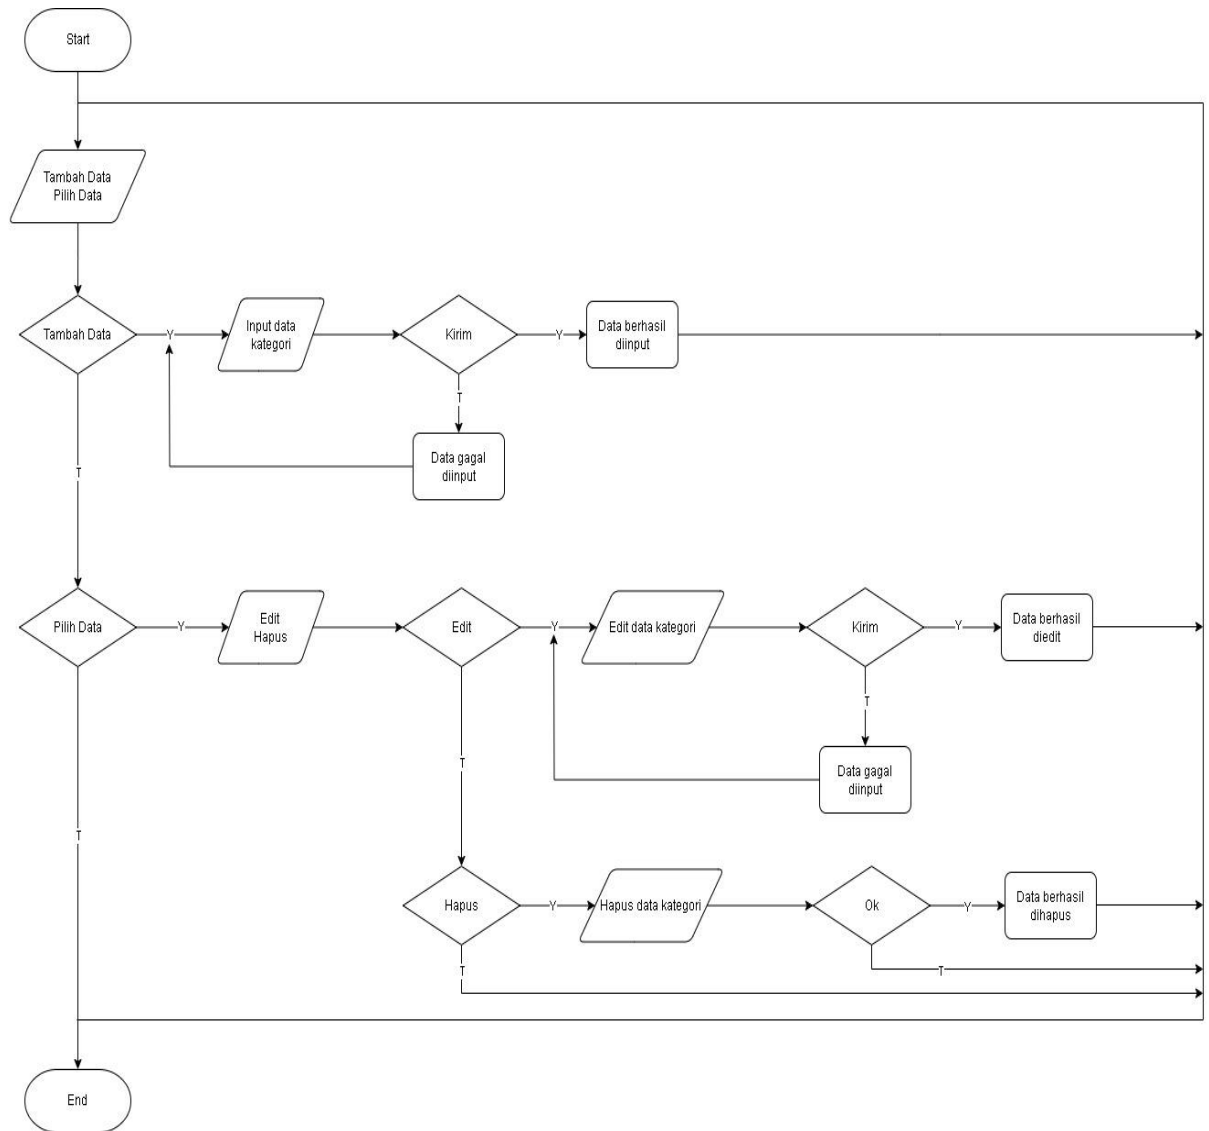 Start
Tambah Data
Pilih Data
Tambah Data
Y
Input data
kategori
Kirim
Y
Data berhasil
diinput
T
Data gagal
diinput
T
Pilih Data
Y
Edit
Hapus
Edit
Y
Edit data kategori
Kirim
Y
Data berhasil
diedit
T
Data gagal
diinput
T
T
Hapus
Y
Hapus data kategori
Ok
Y
Data berhasil
dihapus
T
T
End